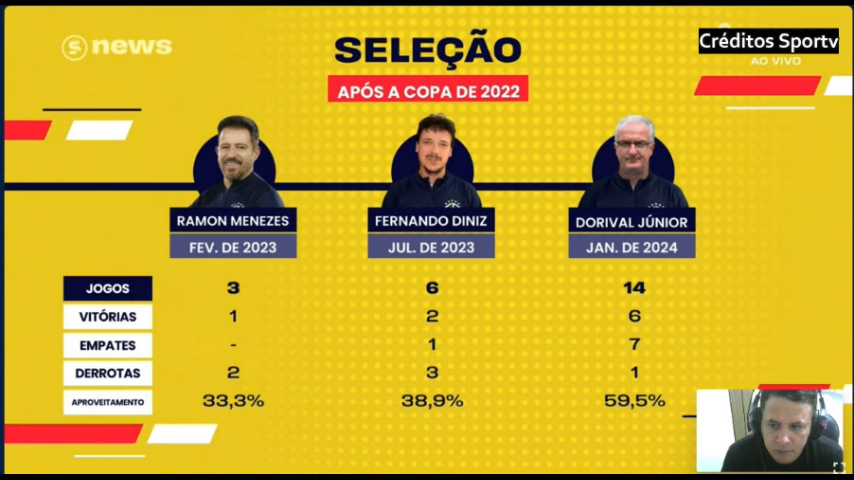 s news
SELEÇÃO
Créditos Sportv
AO VIVO
APÓS A COPA DE 2022
RAMON MENEZES
FERNANDO DINIZ
DORIVAL JÚNIOR
FEV. DE 2023
JUL. DE 2023
JAN. DE 2024
JOGOS 3 6 14
VITÓRIAS 1 2 6
EMPATES - 1 7
DERROTAS 2 3 1
APROVEITAMENTO 33,3% 38,9% 59,5%